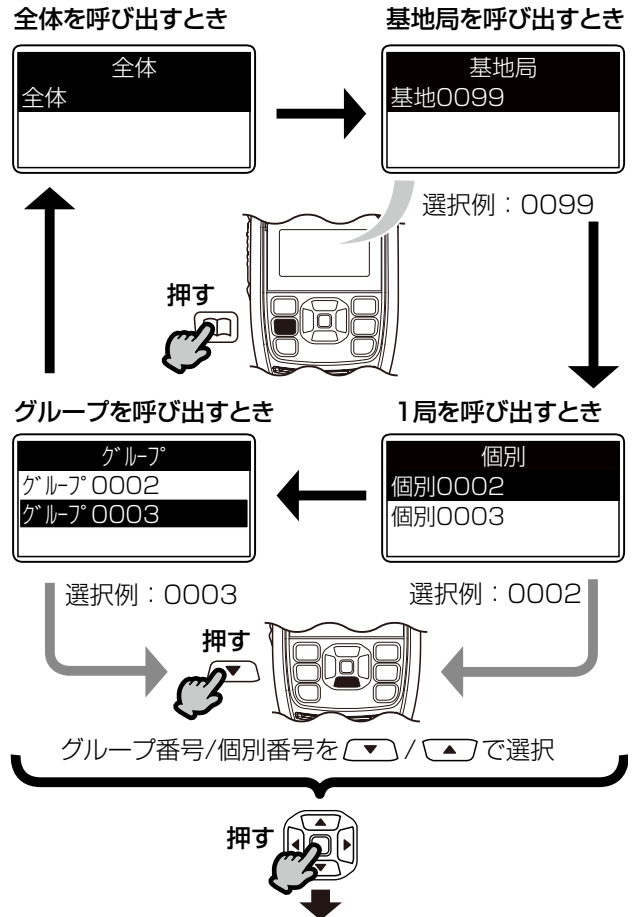 全体を呼び出すとき
全体
全体
基地局を呼び出すとき
基地局
基地0099
選択例：0099
押す
グループを呼び出すとき
ｸﾞﾙｰﾌﾟ
ｸﾞﾙｰﾌﾟ0002
ｸﾞﾙｰﾌﾟ0003
1局を呼び出すとき
個別
個別0002
個別0003
選択例：0003
選択例：0002
押す
グループ番号/個別番号を▼/▲で選択
押す